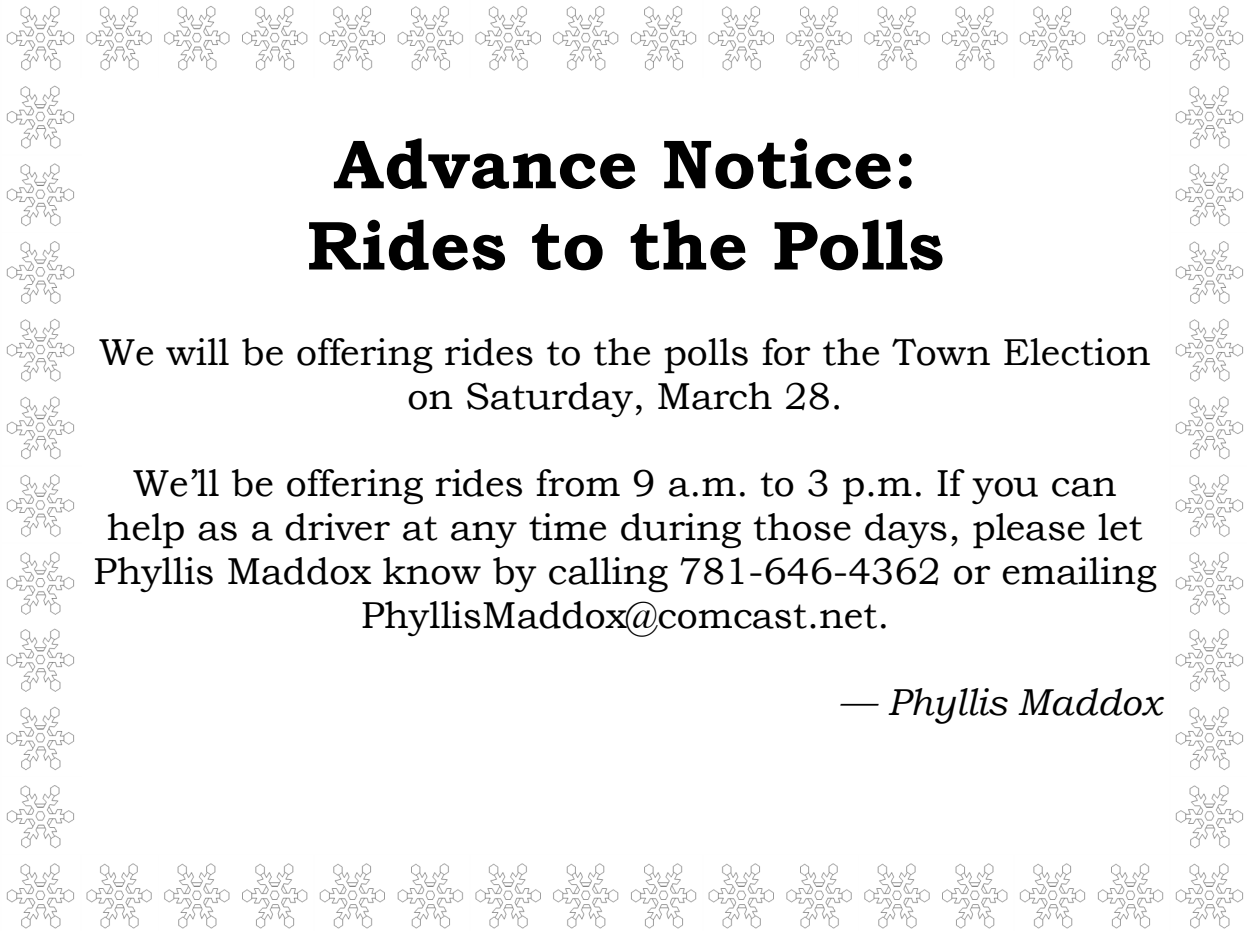 Advance Notice:
Rides to the Polls
We will be offering rides to the polls for the Town Election
on Saturday, March 28.
We’ll be offering rides from 9 a.m. to 3 p.m. If you can
help as a driver at any time during those days, please let
Phyllis Maddox know by calling 781-646-4362 or emailing
PhyllisMaddox@comcast.net.
— Phyllis Maddox